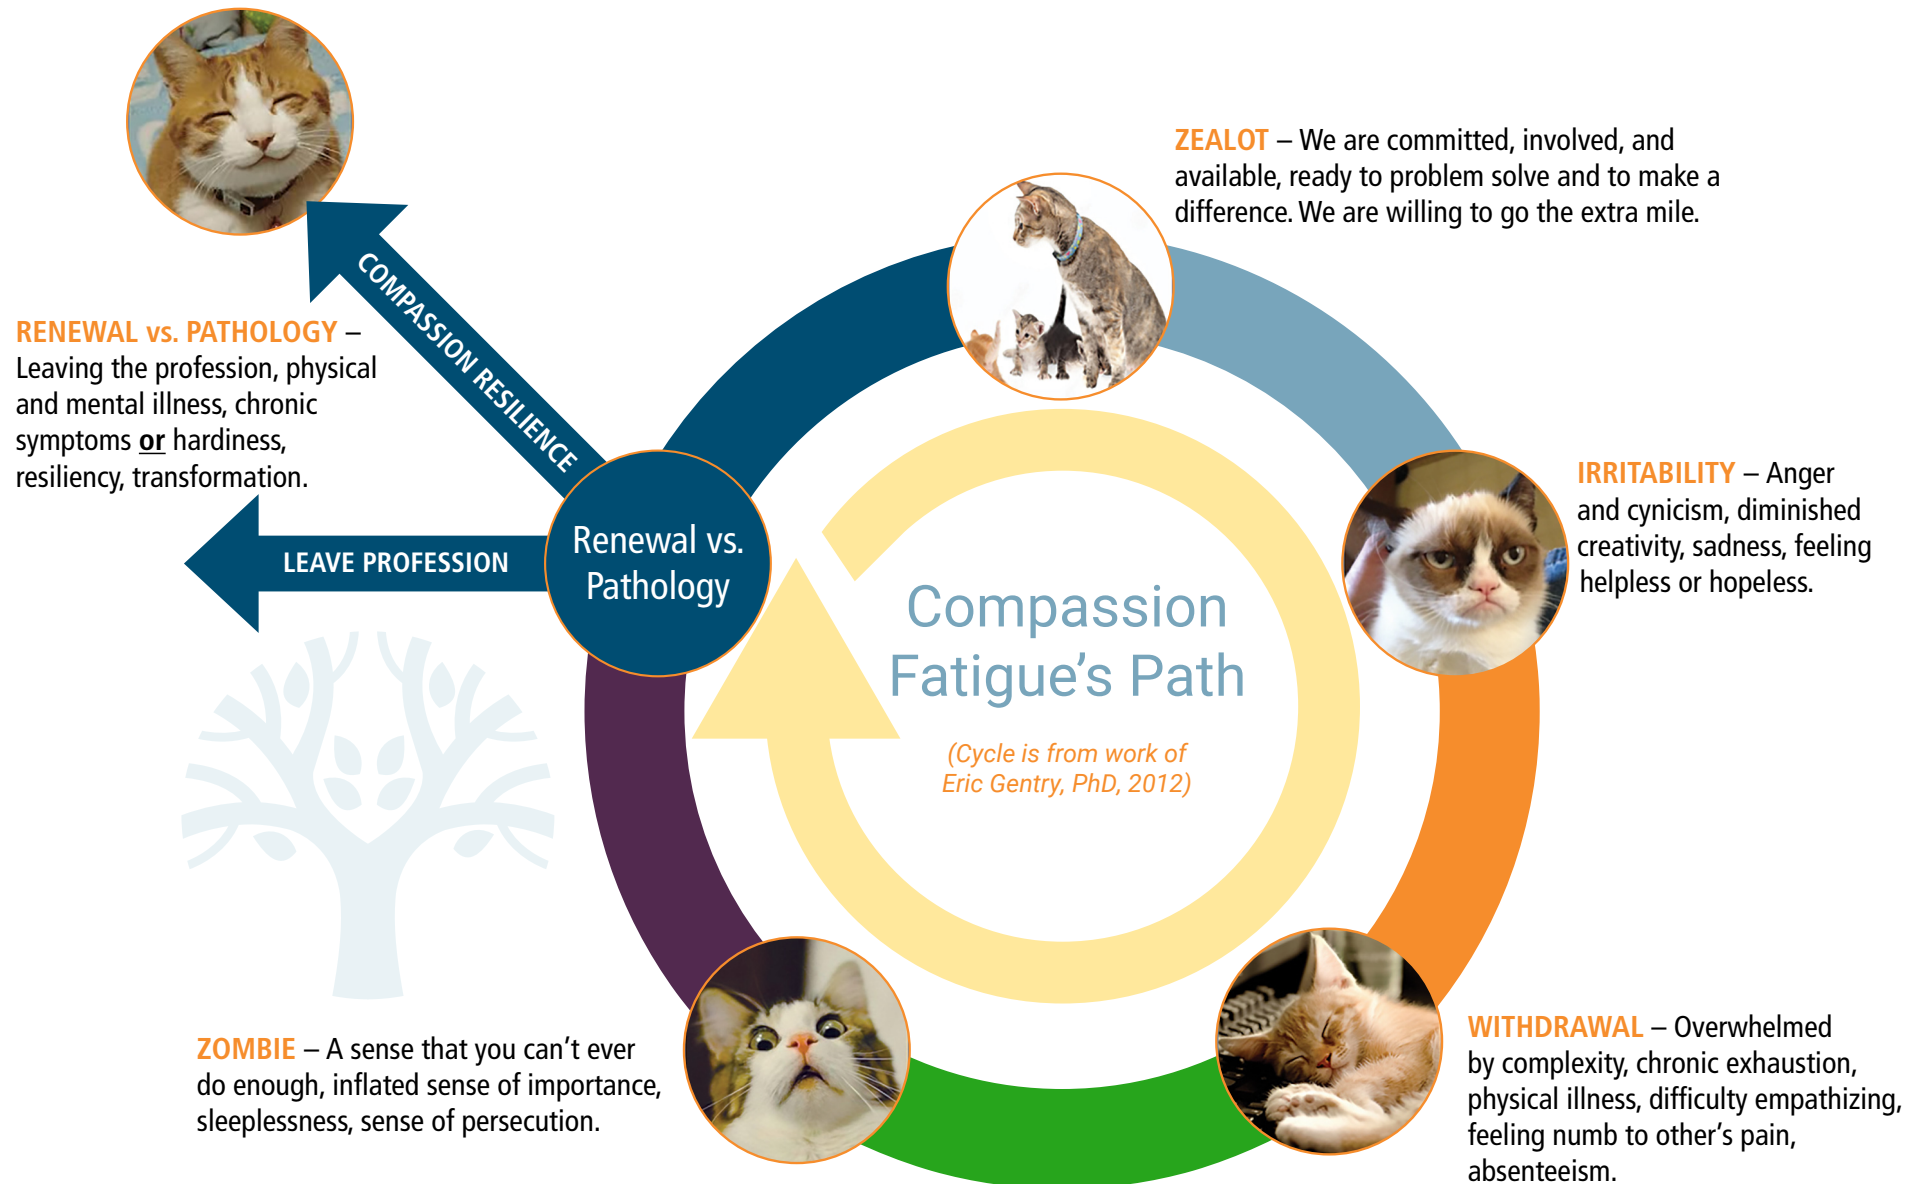 ZEALOT – We are committed, involved, and
available, ready to problem solve and to make a
difference. We are willing to go the extra mile.
COMPASSION RESILIENCE
RENEWAL vs. PATHOLOGY –
Leaving the profession, physical
and mental illness, chronic
symptoms or hardiness,
resiliency, transformation.
LEAVE PROFESSION
Renewal vs.
Pathology
IRRITABILITY – Anger
and cynicism, diminished
creativity, sadness, feeling
helpless or hopeless.
Compassion
Fatigue's Path
(Cycle is from work of
Eric Gentry, PhD, 2012)
ZOMBIE – A sense that you can't ever
do enough, inflated sense of importance,
sleeplessness, sense of persecution.
WITHDRAWAL – Overwhelmed
by complexity, chronic exhaustion,
physical illness, difficulty empathizing,
feeling numb to other's pain,
absenteeism.